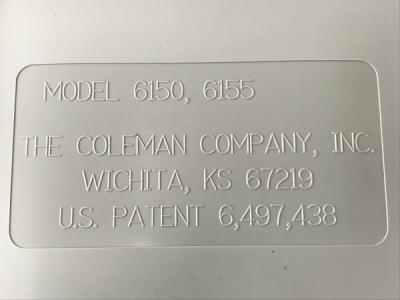 MODEL 6150, 6155
THE COLEMAN COMPANY, INC.
WICHITA, KS 67219
U.S. PATENT 6,497,438